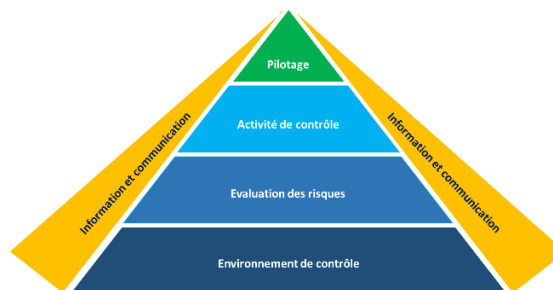 Pilotage
Activité de contrôle
Information et communication
Information et communication
Evaluation des risques
Environnement de contrôle